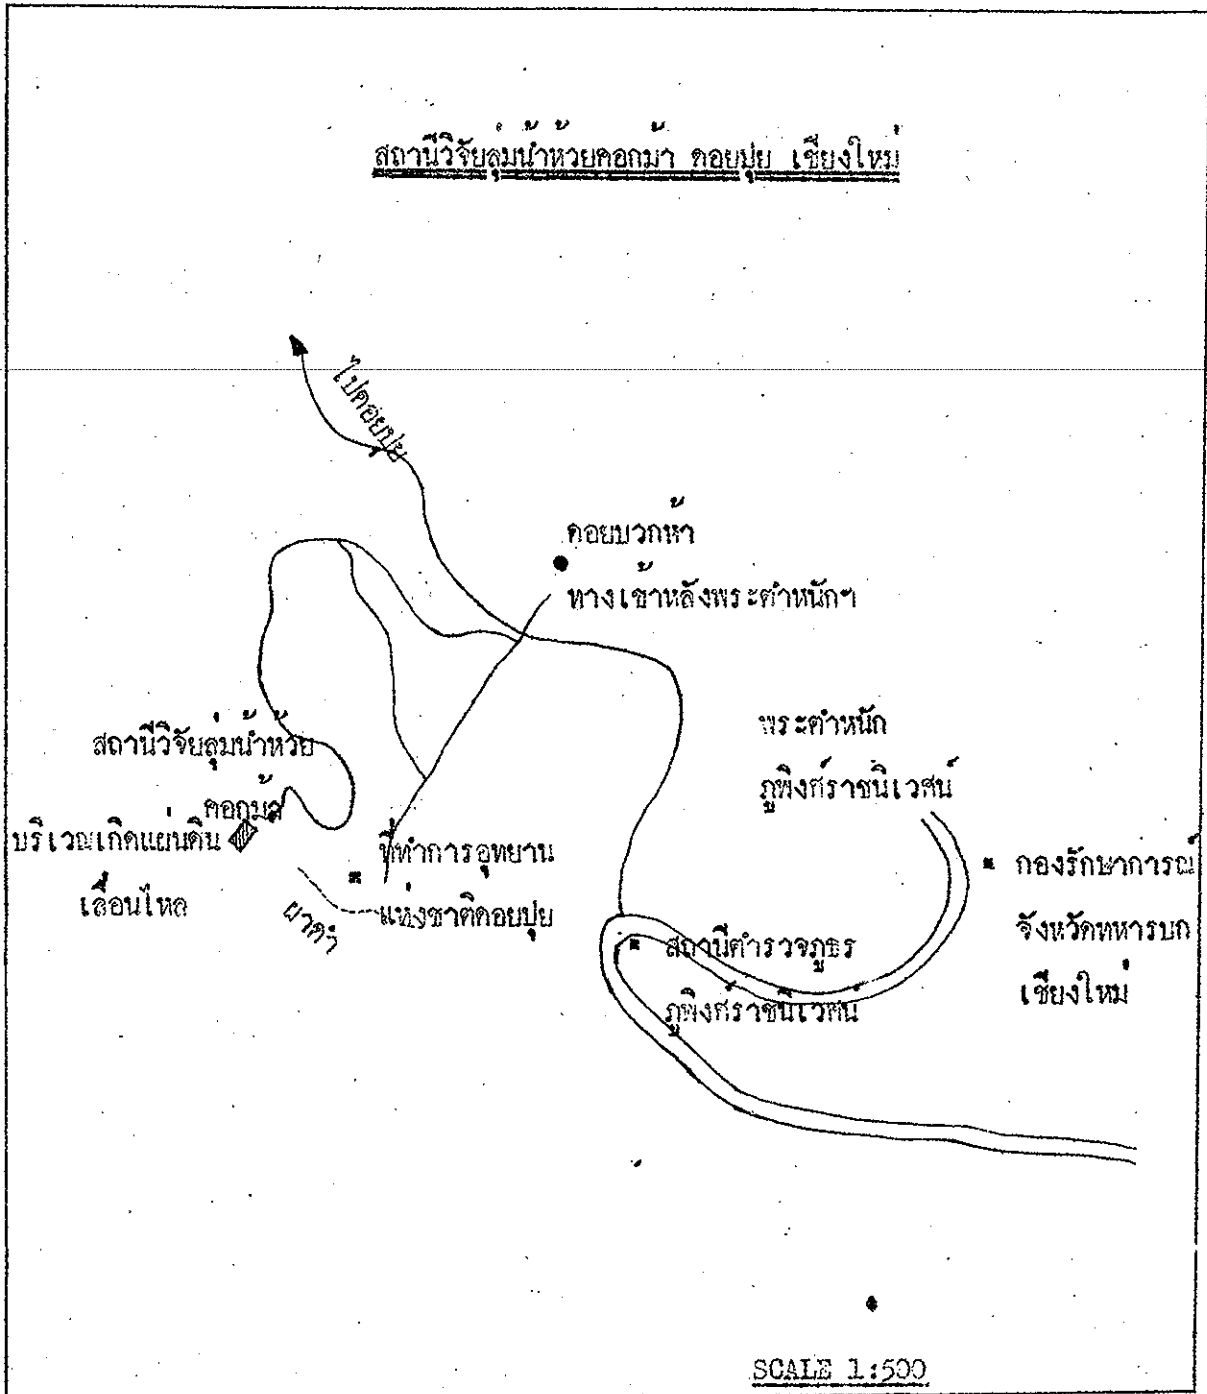 สถานีวิจัยลุ่มน้ำห้วยคอกม้า ดอยปุย เชียงใหม่
ไปดอยปุย
ดอยบวกห้า
ทางเข้าหลังพระตำหนักฯ
พระตำหนัก
ภูพิงค์ราชนิเวศน์
สถานีวิจัยลุ่มน้ำห้วย
คอกม้า
บริเวณเกิดแผ่นดิน
เลื่อนไหล
ผาดำ
ที่ทำการอุทยาน
แห่งชาติดอยปุย
กองรักษาการณ์
จังหวัดทหารบก
เชียงใหม่
สถานีตำรวจภูธร
ภูพิงค์ราชนิเวศน์
SCALE 1:500